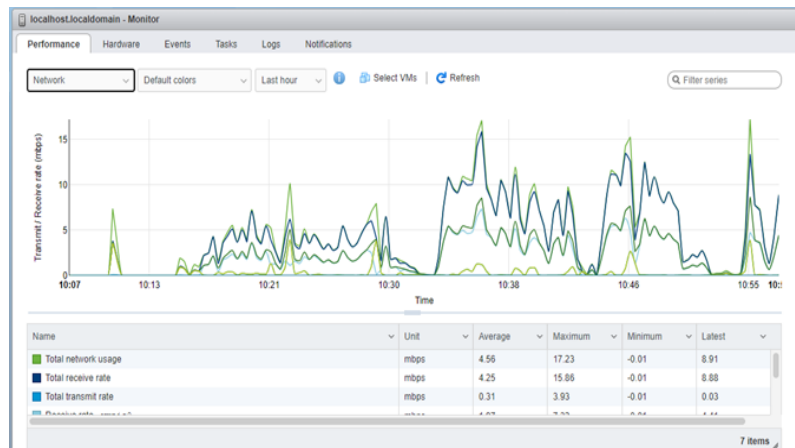 localhost.localdomain - Monitor
Performance Hardware Events Tasks Logs Notifications
Network Default colors Last hour Select VMs Refresh Filter series
Transmit / Receive rate (mbps)
15
10
5
0
10:07 10:13 10:21 10:30 10:38 10:46 10:55
Time
Name Unit Average Maximum Minimum Latest
Total network usage mbps 4.56 17.23 -0.01 8.91
Total receive rate mbps 4.25 15.86 -0.01 8.88
Total transmit rate mbps 0.31 3.93 -0.01 0.03
7 items